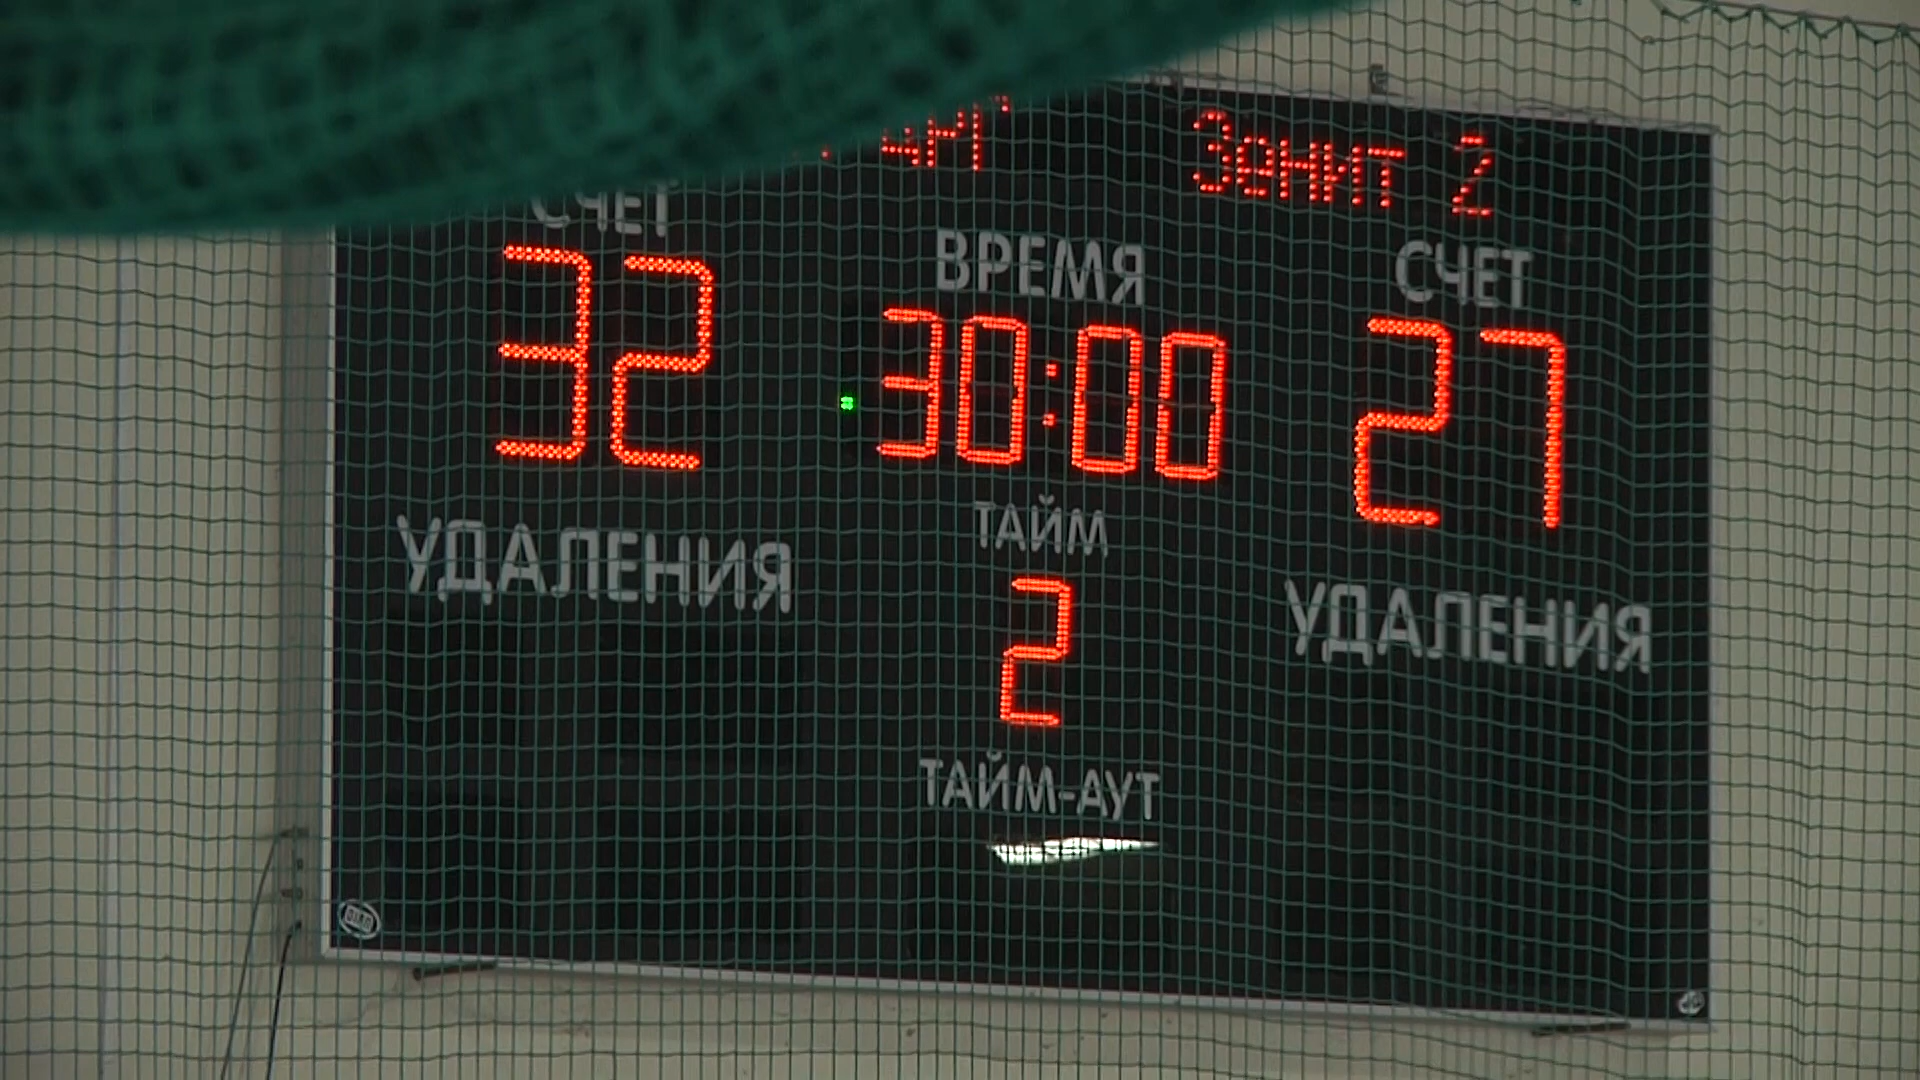 Зенит 2
СЧЕТ ВРЕМЯ СЧЕТ
32 30:00 27
УДАЛЕНИЯ ТАЙМ УДАЛЕНИЯ
2
ТАЙМ-АУТ